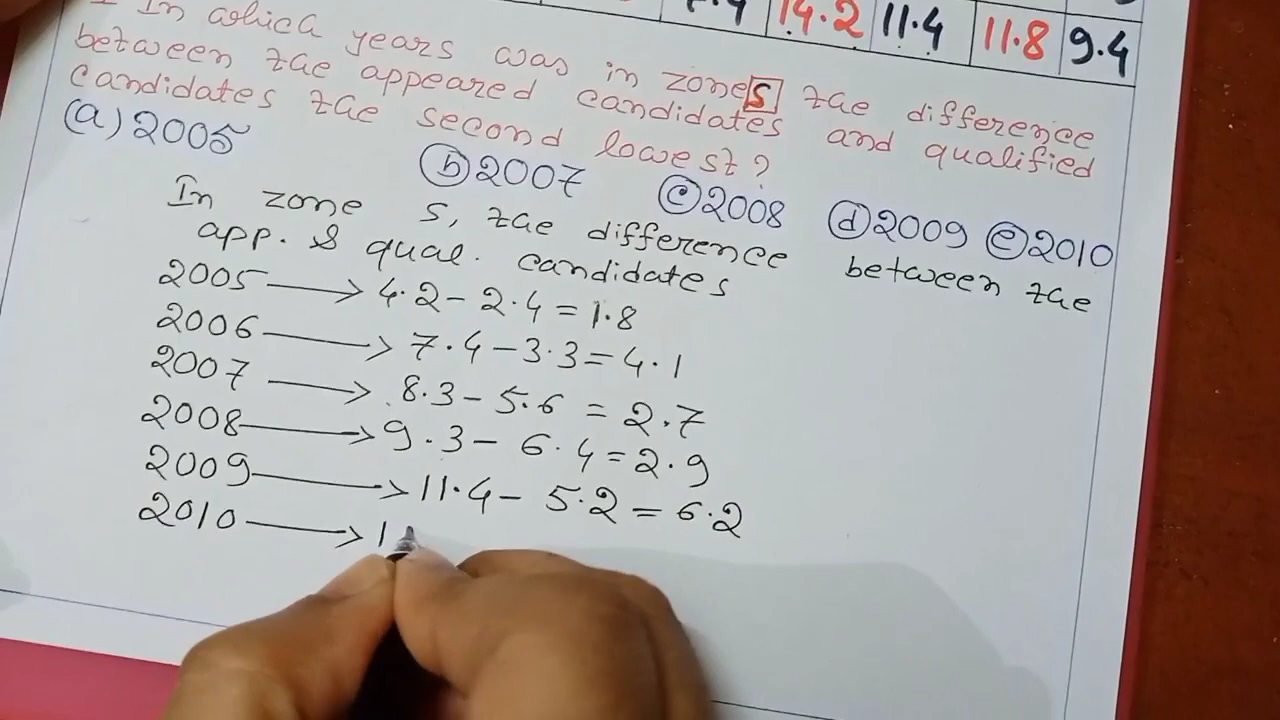 14.2 11.4 11.8 9.4
In which years was in zone S the difference
between the appeared candidates and qualified
candidates the second lowest?
(a) 2005 (b) 2007 (c) 2008 (d) 2009 (e) 2010
In zone S, the difference between the
app. & qual. candidates
2005 → 4.2 - 2.4 = 1.8
2006 → 7.4 - 3.3 = 4.1
2007 → 8.3 - 5.6 = 2.7
2008 → 9.3 - 6.4 = 2.9
2009 → 11.4 - 5.2 = 6.2
2010 → 1